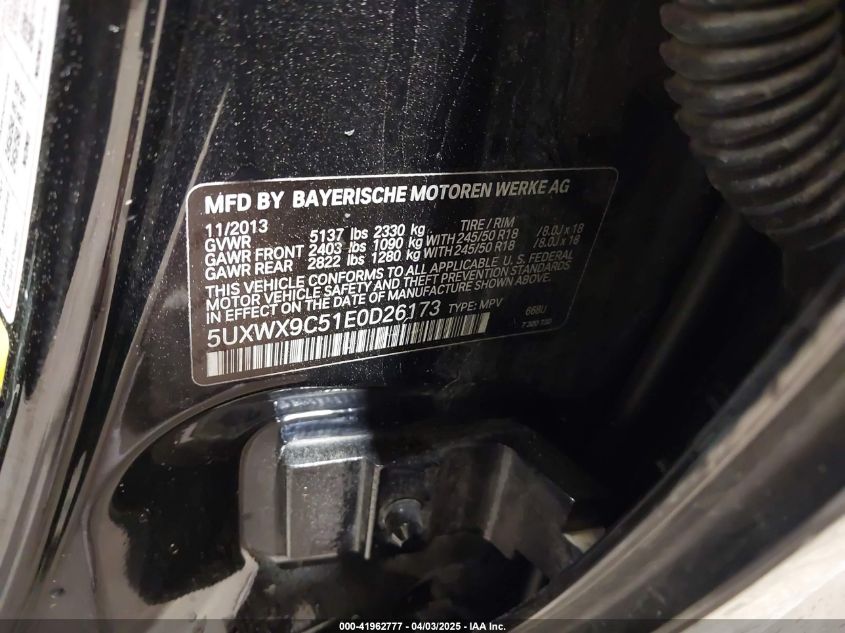 MFD BY BAYERISCHE MOTOREN WERKE AG
11/2013 TIRE / RIM
GVWR 5137 lbs 2330 kg
GAWR FRONT 2403 lbs 1090 kg WITH 245/50 R18 / 8.0J x 18
GAWR REAR 2822 lbs 1280 kg WITH 245/50 R18 / 8.0J x 18
THIS VEHICLE CONFORMS TO ALL APPLICABLE U. S. FEDERAL
MOTOR VEHICLE SAFETY AND THEFT PREVENTION STANDARDS
IN EFFECT ON THE DATE OF MANUFACTURE SHOWN ABOVE.
5UXWX9C51E0D26173 TYPE: MPV 668U
000-41962777 - 04/03/2025 - IAA Inc.